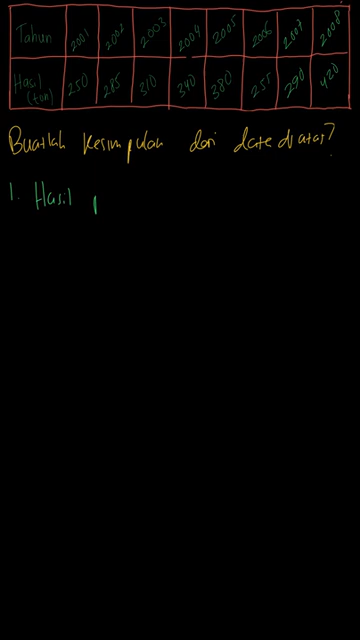 Tahun 2001 2002 2003 2004 2005 2006 2007 2008
Hasil (ton) 250 285 310 340 380 255 290 420
Buatlah kesimpulan dari data diatas?
1. Hasil